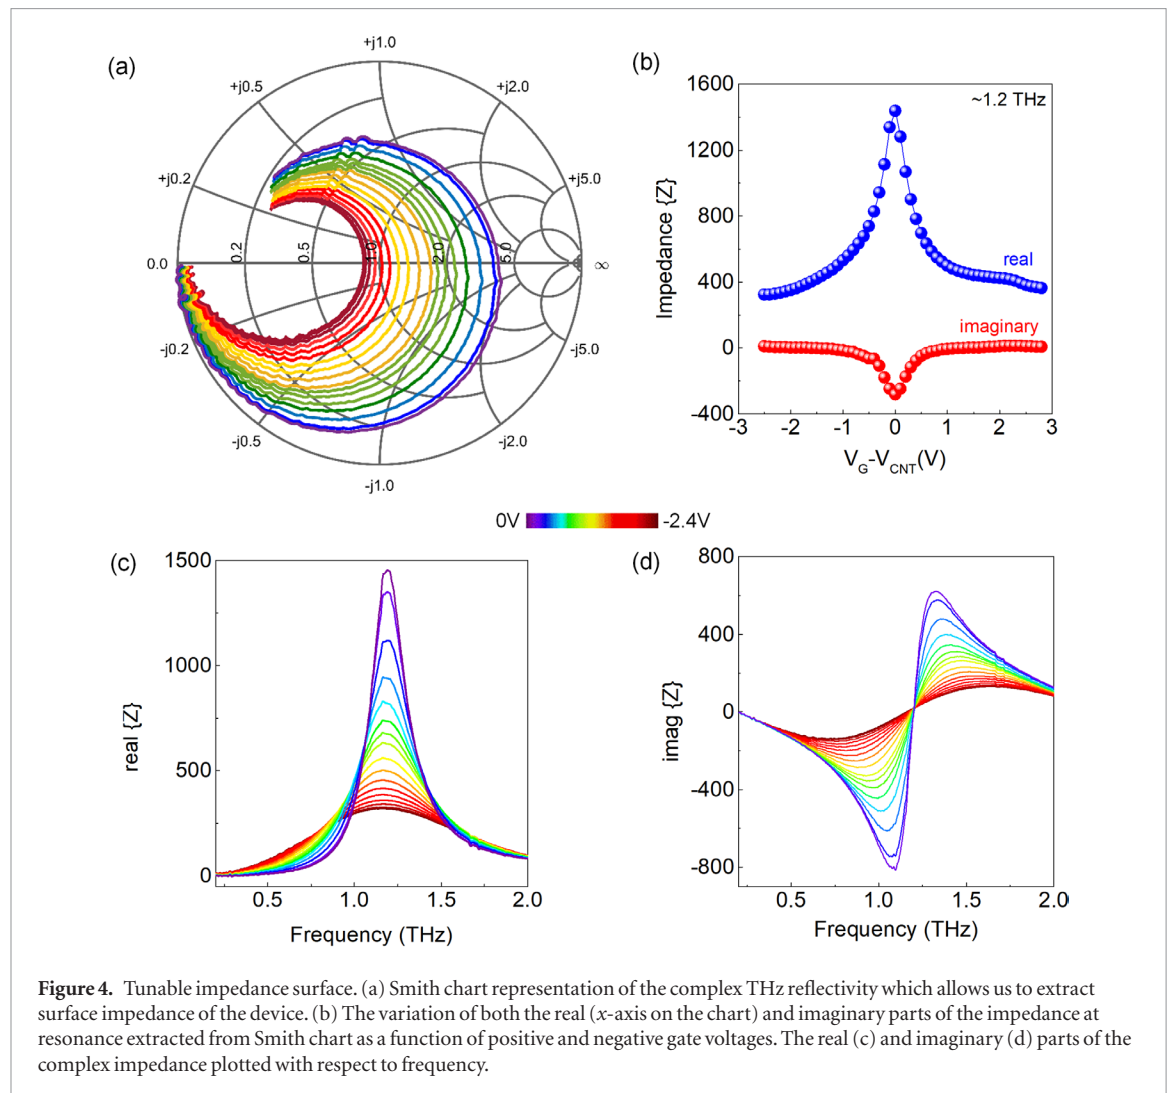 (a)
+j1.0
+j0.5
+j2.0
+j0.2
+j5.0
0.0
0.2
0.5
1.0
2.0
5.0
∞
-j0.2
-j5.0
-j0.5
-j2.0
-j1.0
(b)
1600
~1.2 THz
1200
800
400
0
-400
Impedance {Z}
real
imaginary
-3 -2 -1 0 1 2 3
V_G-V_CNT(V)
0V -2.4V
(c)
1500
1000
500
0
real {Z}
0.5 1.0 1.5 2.0
Frequency (THz)
(d)
800
400
0
-400
-800
imag {Z}
0.5 1.0 1.5 2.0
Frequency (THz)
Figure 4. Tunable impedance surface. (a) Smith chart representation of the complex THz reflectivity which allows us to extract
surface impedance of the device. (b) The variation of both the real (x-axis on the chart) and imaginary parts of the impedance at
resonance extracted from Smith chart as a function of positive and negative gate voltages. The real (c) and imaginary (d) parts of the
complex impedance plotted with respect to frequency.